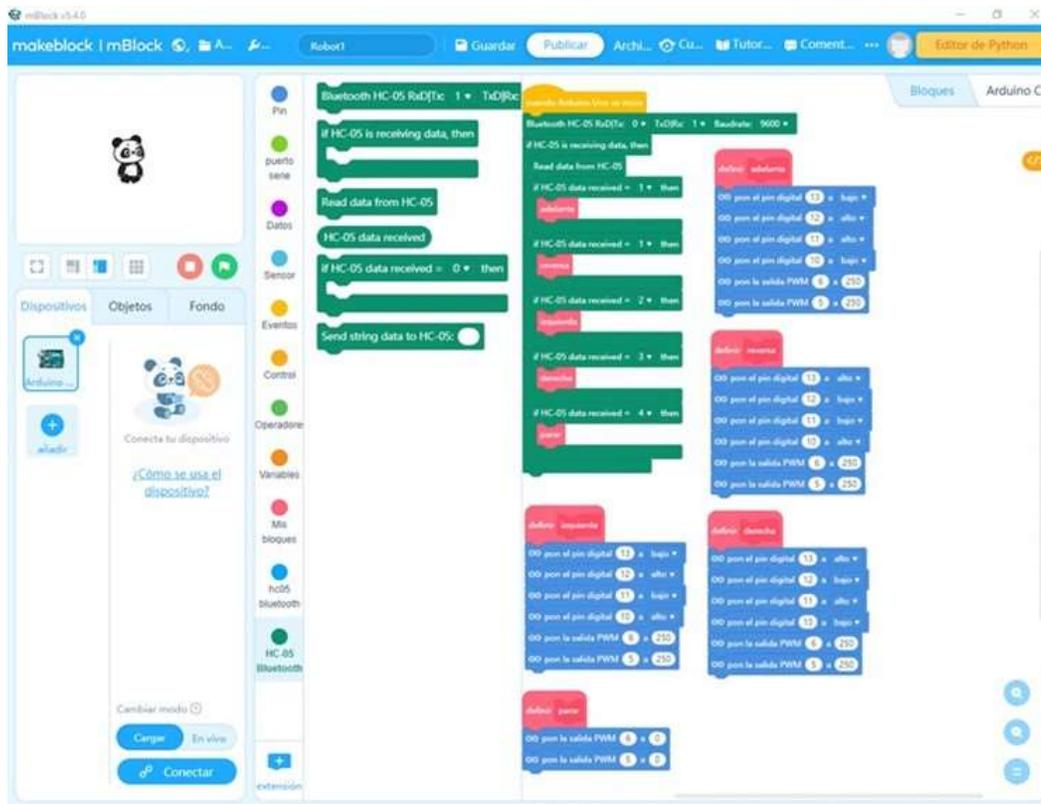 mBlock v5.4.0
makeblock | mBlock
A...
Robot1
Guardar
Publicar
Archi...
Cu...
Tutor...
Coment...
Editor de Python
Dispositivos
Objetos
Fondo
Arduino ...
añadir
Conecta tu dispositivo
¿Cómo se usa el
dispositivo?
Cambiar modo
Cargar
En vivo
Conectar
Pin
puerto
serie
Datos
Sensor
Eventos
Control
Operadore
Variables
Mis
bloques
hc05
bluetooth
HC-05
Bluetooth
extensión
Bluetooth HC-05 RxD|Tx: 1 TxD|Rx:
if HC-05 is receiving data, then
Read data from HC-05
HC-05 data received
if HC-05 data received = 0 then
Send string data to HC-05:
Bloques
Arduino C
cuando Arduino Uno se inicia
Bluetooth HC-05 RxD|Tx: 0 TxD|Rx: 1 Baudrate: 9600
if HC-05 is receiving data, then
Read data from HC-05
if HC-05 data received = 1 then
adelante
if HC-05 data received = 1 then
reversa
if HC-05 data received = 2 then
izquierda
if HC-05 data received = 3 then
derecha
if HC-05 data received = 4 then
parar
definir adelante
pon el pin digital 13 a bajo
pon el pin digital 12 a alto
pon el pin digital 11 a alto
pon el pin digital 10 a bajo
pon la salida PWM 6 a 250
pon la salida PWM 5 a 250
definir reversa
pon el pin digital 13 a alto
pon el pin digital 12 a bajo
pon el pin digital 11 a bajo
pon el pin digital 10 a alto
pon la salida PWM 6 a 250
pon la salida PWM 5 a 250
definir izquierda
pon el pin digital 13 a bajo
pon el pin digital 12 a alto
pon el pin digital 11 a bajo
pon el pin digital 10 a alto
pon la salida PWM 6 a 250
pon la salida PWM 5 a 250
definir derecha
pon el pin digital 13 a alto
pon el pin digital 12 a bajo
pon el pin digital 11 a alto
pon el pin digital 10 a bajo
pon la salida PWM 6 a 250
pon la salida PWM 5 a 250
definir parar
pon la salida PWM 6 a 0
pon la salida PWM 5 a 0